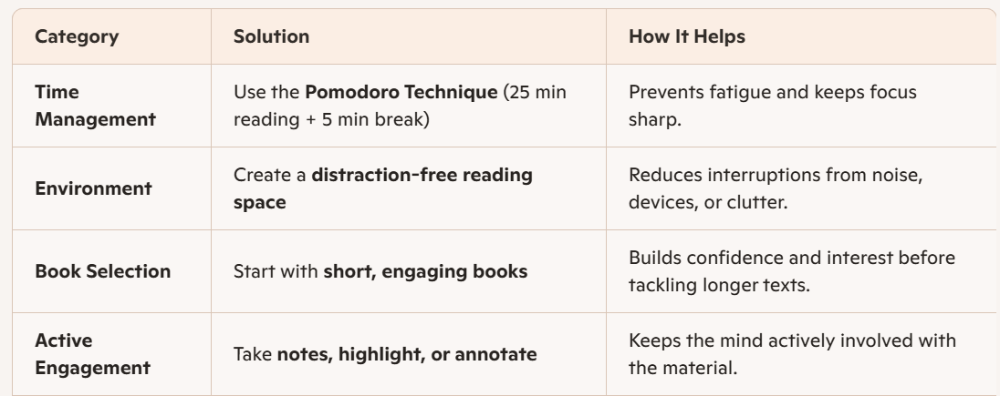 Category
Solution
How It Helps
Time
Management
Use the Pomodoro Technique (25 min
reading + 5 min break)
Prevents fatigue and keeps focus
sharp.
Environment
Create a distraction-free reading
space
Reduces interruptions from noise,
devices, or clutter.
Book Selection
Start with short, engaging books
Builds confidence and interest before
tackling longer texts.
Active
Engagement
Take notes, highlight, or annotate
Keeps the mind actively involved with
the material.